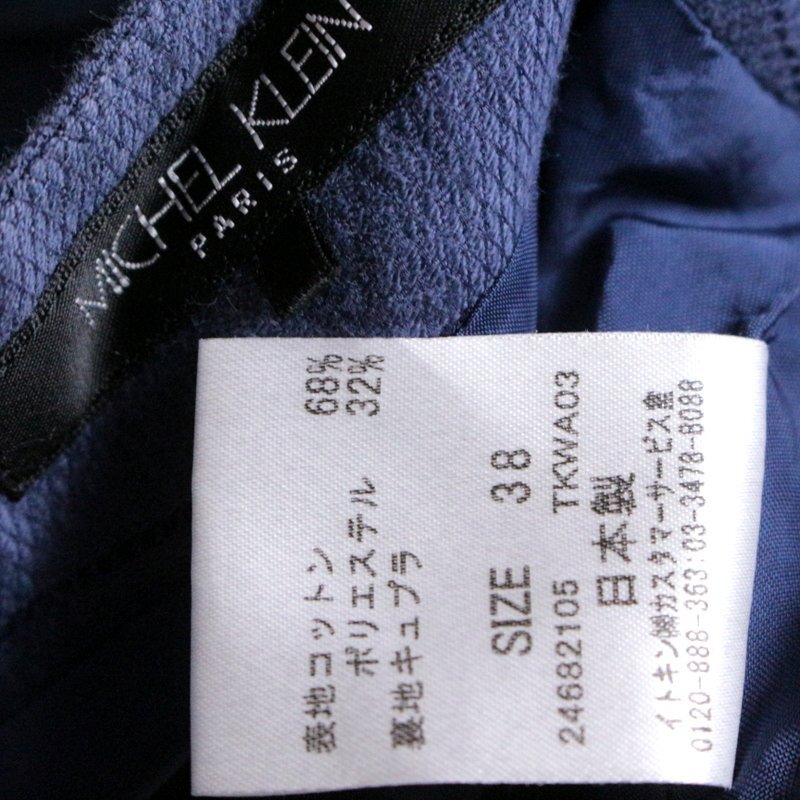 MICHEL KLEIN
PARIS
表地コットン 68%
ポリエステル 32%
裏地キュプラ
SIZE 38
24682105 TKWA03
日本製
イトキン㈱カスタマーサービス室
0120-888-363:03-3478-8088